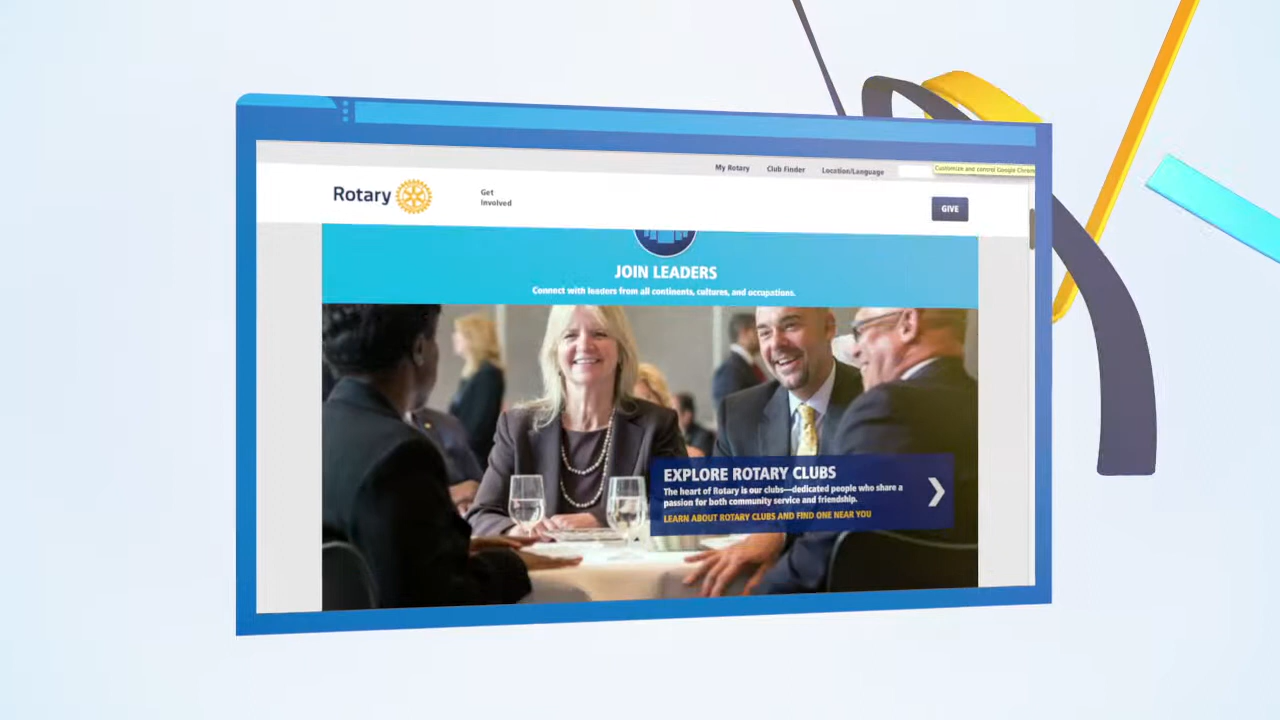 My Rotary Club Finder Location/Language
Customize and control Google Chrome
Rotary
Get
Involved
GIVE
JOIN LEADERS
Connect with leaders from all continents, cultures, and occupations.
EXPLORE ROTARY CLUBS
The heart of Rotary is our clubs—dedicated people who share a
passion for both community service and friendship.
LEARN ABOUT ROTARY CLUBS AND FIND ONE NEAR YOU